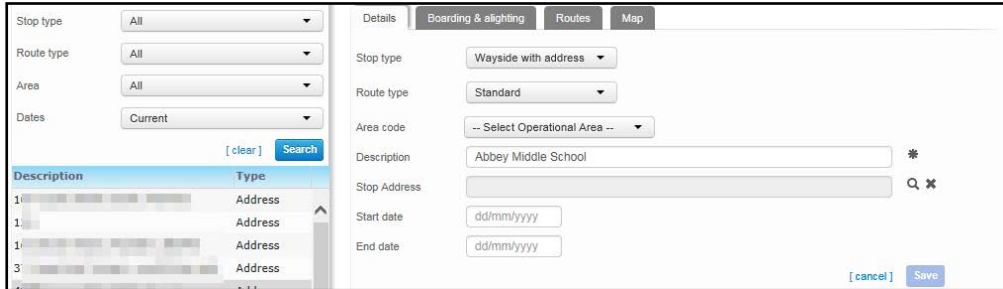 Stop type All
Route type All
Area All
Dates Current
[ clear ] Search
Description Type
Address
Address
Address
Address
Details Boarding & alighting Routes Map
Stop type Wayside with address
Route type Standard
Area code -- Select Operational Area --
Description Abbey Middle School
Stop Address
Start date dd/mm/yyyy
End date dd/mm/yyyy
[ cancel ] Save